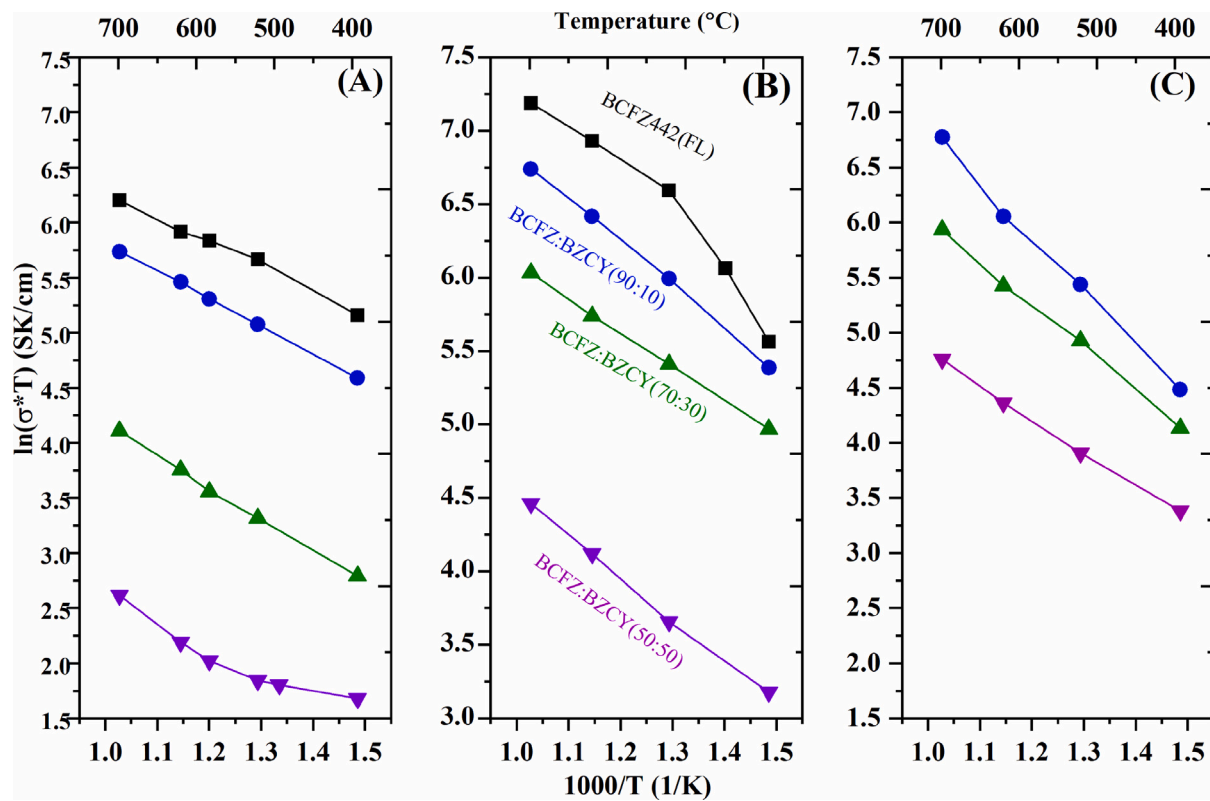 Temperature (°C)
700 600 500 400
700 600 500 400
(A)
(B)
(C)
ln(σ*T) (SK/cm)
7.5
7.0
6.5
6.0
5.5
5.0
4.5
4.0
3.5
3.0
2.5
2.0
1.5
1.0 1.1 1.2 1.3 1.4 1.5
7.5
7.0
6.5
6.0
5.5
5.0
4.5
4.0
3.5
3.0
BCFZ442(FL)
BCFZ:BZCY(90:10)
BCFZ:BZCY(70:30)
BCFZ:BZCY(50:50)
1.0 1.1 1.2 1.3 1.4 1.5
7.5
7.0
6.5
6.0
5.5
5.0
4.5
4.0
3.5
3.0
2.5
2.0
1.5
1.0 1.1 1.2 1.3 1.4 1.5
1000/T (1/K)